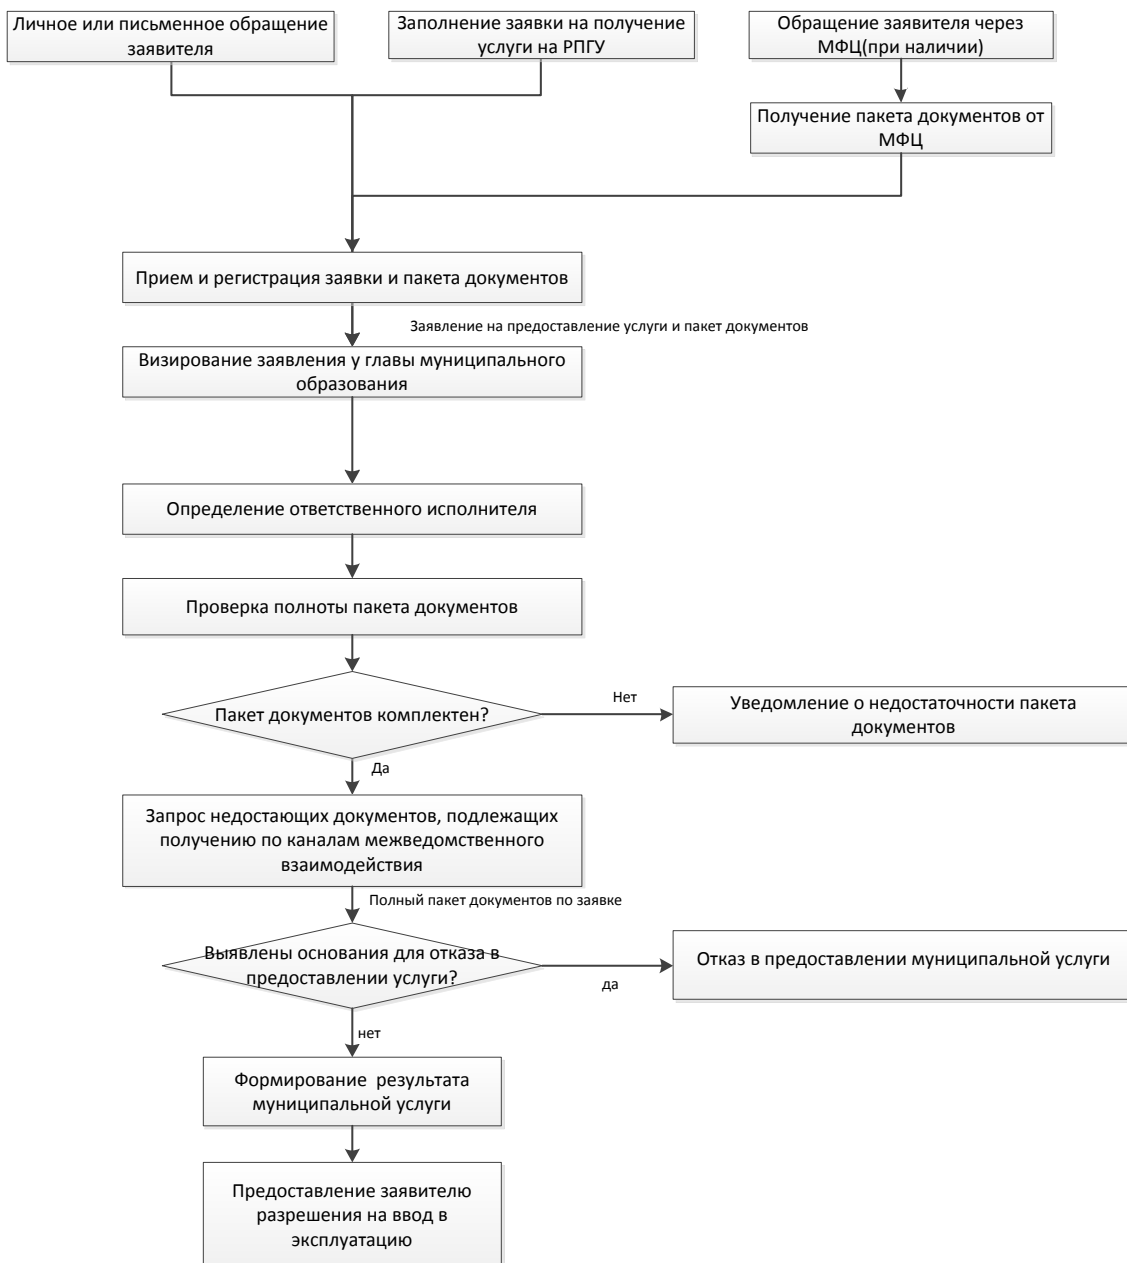 Личное или письменное обращение
заявителя
Заполнение заявки на получение
услуги на РПГУ
Обращение заявителя через
МФЦ(при наличии)
Получение пакета документов от
МФЦ
Прием и регистрация заявки и пакета документов
Заявление на предоставление услуги и пакет документов
Визирование заявления у главы муниципального
образования
Определение ответственного исполнителя
Проверка полноты пакета документов
Пакет документов комплектен?
Нет
Уведомление о недостаточности пакета
документов
Да
Запрос недостающих документов, подлежащих
получению по каналам межведомственного
взаимодействия
Полный пакет документов по заявке
Выявлены основания для отказа в
предоставлении услуги?
да
Отказ в предоставлении муниципальной услуги
нет
Формирование  результата
муниципальной услуги
Предоставление заявителю
разрешения на ввод в
эксплуатацию